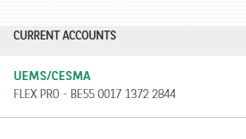 CURRENT ACCOUNTS
UEMS/CESMA
FLEX PRO - BE55 0017 1372 2844